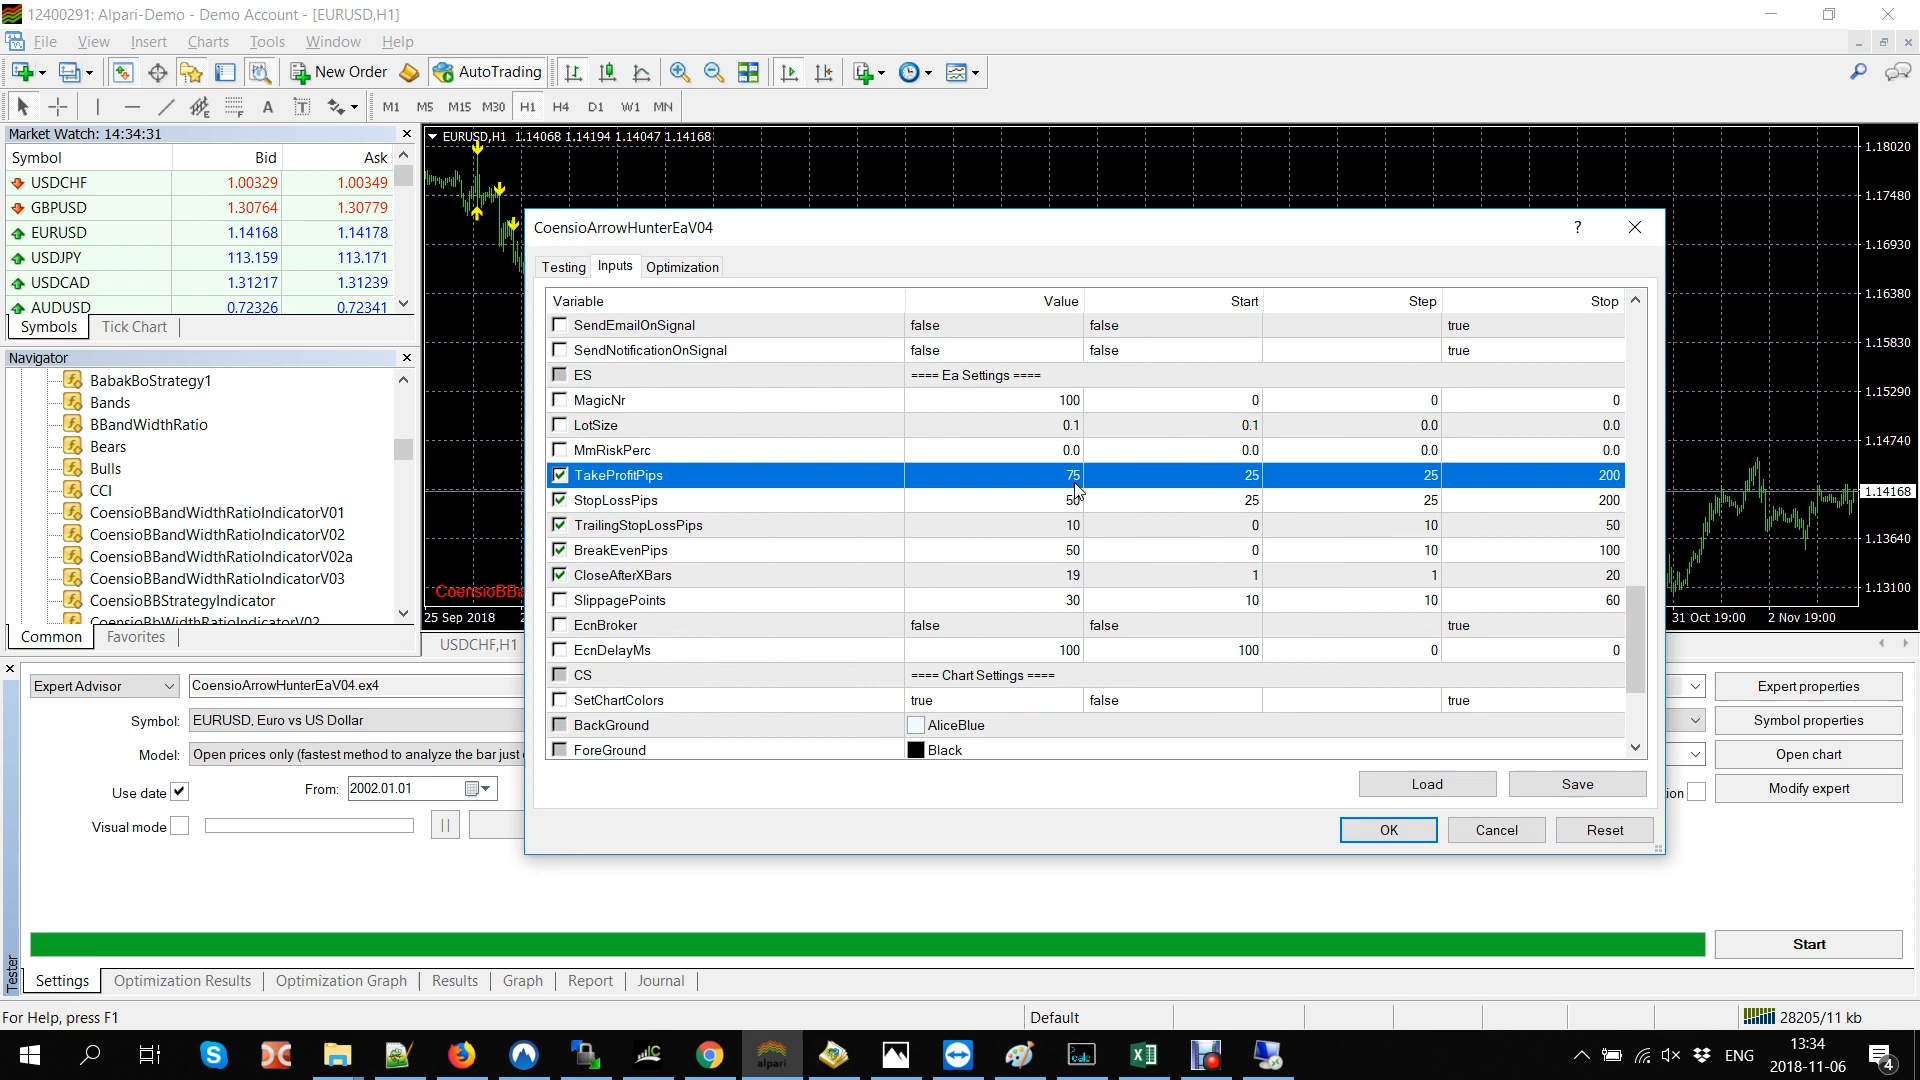 12400291: Alpari-Demo - Demo Account - [EURUSD,H1]
File View Insert Charts Tools Window Help
New Order AutoTrading
A T M1 M5 M15 M30 H1 H4 D1 W1 MN
Market Watch: 14:34:31
Symbol Bid Ask
USDCHF 1.00329 1.00349
GBPUSD 1.30764 1.30779
EURUSD 1.14168 1.14178
USDJPY 113.159 113.171
USDCAD 1.31217 1.31239
AUDUSD 0.72326 0.72341
Symbols Tick Chart
Navigator
BabakBoStrategy1
Bands
BBandWidthRatio
Bears
Bulls
CCI
CoensioBBandWidthRatioIndicatorV01
CoensioBBandWidthRatioIndicatorV02
CoensioBBandWidthRatioIndicatorV02a
CoensioBBandWidthRatioIndicatorV03
CoensioBBStrategyIndicator
CoensioBbWidthRatioIndicatorV02
Common Favorites
EURUSD,H1 1.14068 1.14194 1.14047 1.14168
1.18020
1.17480
1.16930
1.16380
1.15830
1.15290
1.14740
1.14168
1.13640
1.13100
CoensioBBa
25 Sep 2018 2
31 Oct 19:00 2 Nov 19:00
USDCHF,H1
CoensioArrowHunterEaV04
?
Testing Inputs Optimization
Variable Value Start Step Stop
SendEmailOnSignal false false true
SendNotificationOnSignal false false true
ES ==== Ea Settings ====
MagicNr 100 0 0 0
LotSize 0.1 0.1 0.0 0.0
MmRiskPerc 0.0 0.0 0.0 0.0
TakeProfitPips 75 25 25 200
StopLossPips 50 25 25 200
TrailingStopLossPips 10 0 10 50
BreakEvenPips 50 0 10 100
CloseAfterXBars 19 1 1 20
SlippagePoints 30 10 10 60
EcnBroker false false true
EcnDelayMs 100 100 0 0
CS ==== Chart Settings ====
SetChartColors true false true
BackGround AliceBlue
ForeGround Black
Load Save
OK Cancel Reset
Expert Advisor CoensioArrowHunterEaV04.ex4 Expert properties
Symbol: EURUSD, Euro vs US Dollar Symbol properties
Model: Open prices only (fastest method to analyze the bar just Open chart
Use date From: 2002.01.01 ion Modify expert
Visual mode
Start
Tester
Settings Optimization Results Optimization Graph Results Graph Report Journal
For Help, press F1 Default 28205/11 kb
alpari calc ENG 13:34
2018-11-06
4